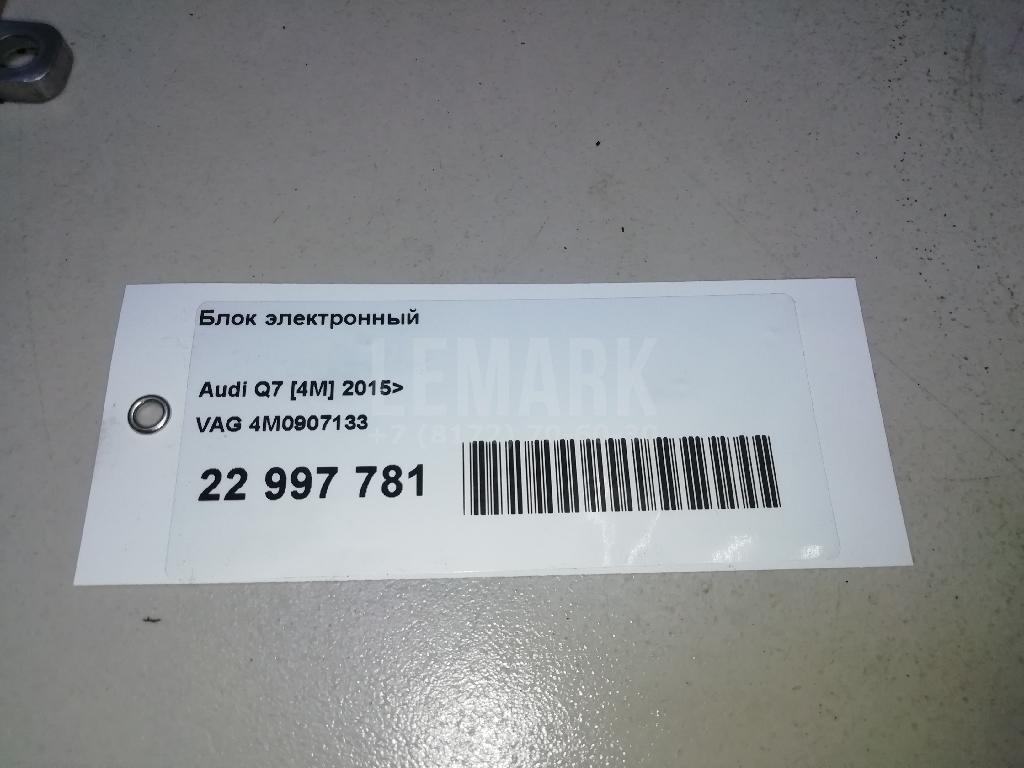 Блок электронный
LEMARK
Audi Q7 [4M] 2015>
VAG 4M0907133
22 997 781